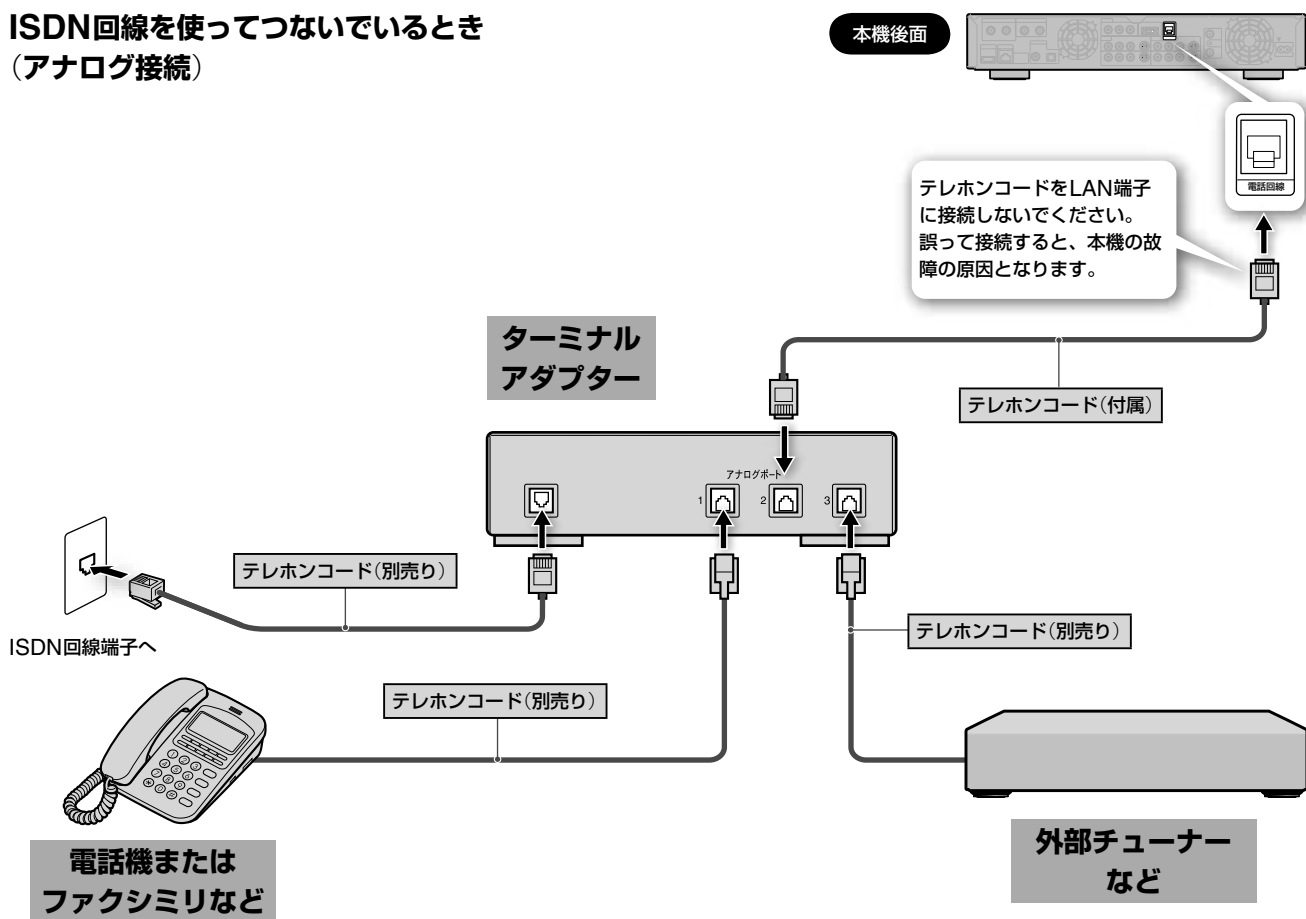 ISDN回線を使ってつないでいるとき
（アナログ接続）
本機後面
電話回線
テレホンコードをLAN端子
に接続しないでください。
誤って接続すると、本機の故
障の原因となります。
ターミナル
アダプター
テレホンコード（付属）
アナログポート
1
2
3
テレホンコード（別売り）
ISDN回線端子へ
テレホンコード（別売り）
テレホンコード（別売り）
電話機または
ファクシミリなど
外部チューナー
など